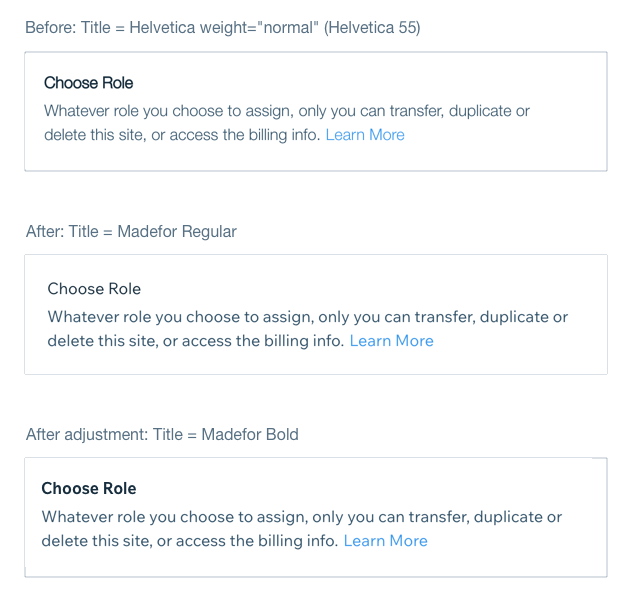 Before: Title = Helvetica weight="normal" (Helvetica 55)
Choose Role
Whatever role you choose to assign, only you can transfer, duplicate or
delete this site, or access the billing info. Learn More
After: Title = Madefor Regular
Choose Role
Whatever role you choose to assign, only you can transfer, duplicate or
delete this site, or access the billing info. Learn More
After adjustment: Title = Madefor Bold
Choose Role
Whatever role you choose to assign, only you can transfer, duplicate or
delete this site, or access the billing info. Learn More